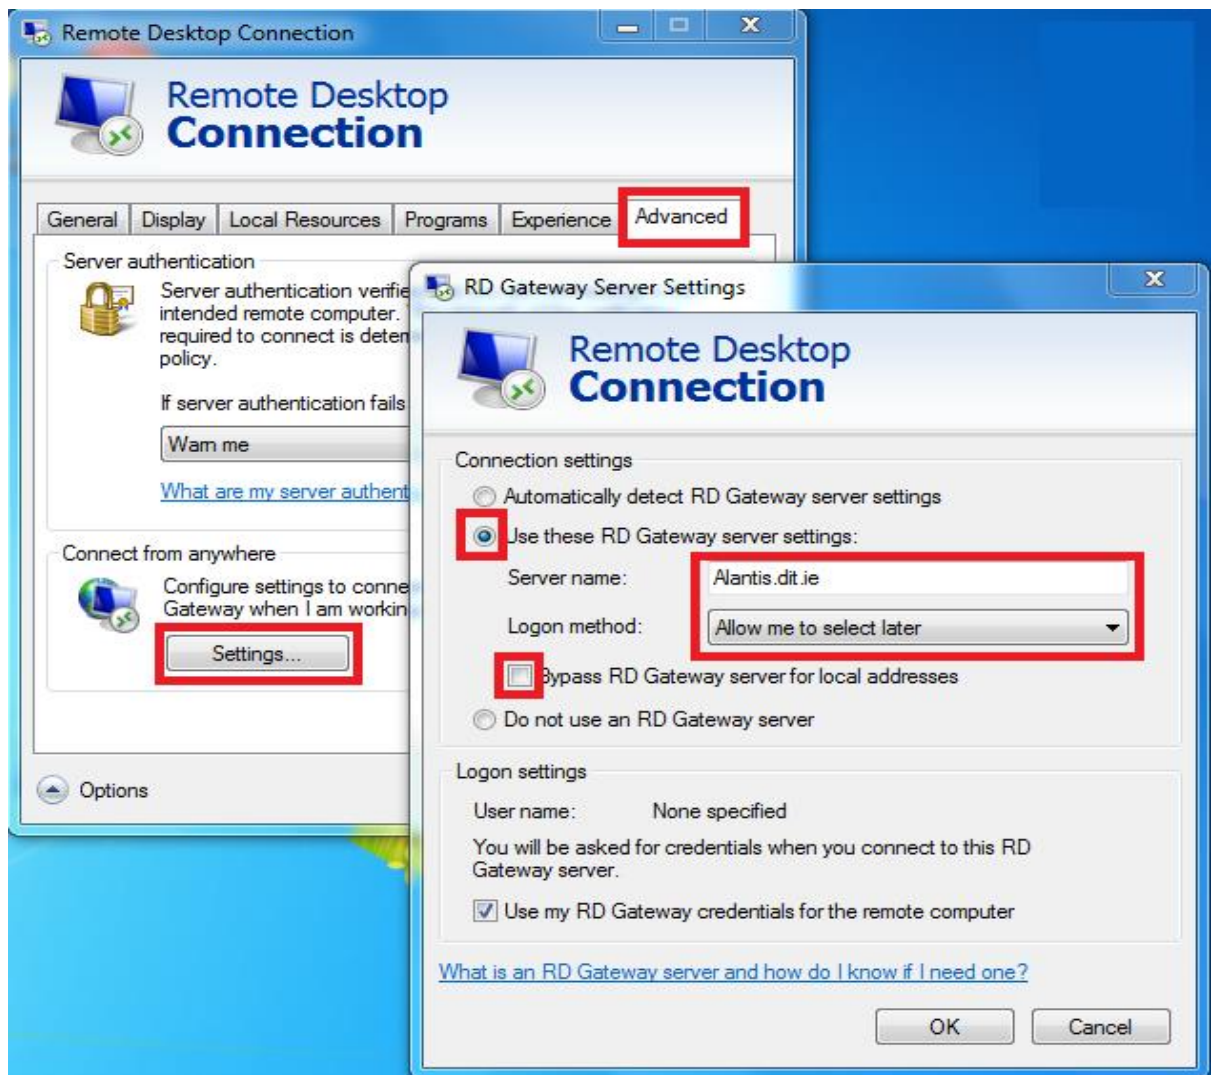 Remote Desktop Connection
Remote Desktop
Connection
General Display Local Resources Programs Experience Advanced
Server authentication
Server authentication verifie
intended remote computer.
required to connect is deter
policy.
If server authentication fails
Warn me
What are my server authent
Connect from anywhere
Configure settings to conne
Gateway when I am workin
Settings...
Options
RD Gateway Server Settings
Remote Desktop
Connection
Connection settings
Automatically detect RD Gateway server settings
Use these RD Gateway server settings:
Server name: Alantis.dit.ie
Logon method: Allow me to select later
Bypass RD Gateway server for local addresses
Do not use an RD Gateway server
Logon settings
User name: None specified
You will be asked for credentials when you connect to this RD
Gateway server.
Use my RD Gateway credentials for the remote computer
What is an RD Gateway server and how do I know if I need one?
OK Cancel